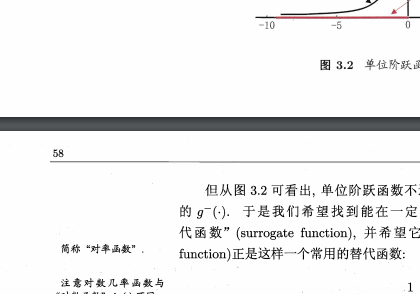 -10 -5 0
图 3.2 单位阶跃函
58
但从图 3.2 可看出, 单位阶跃函数不
的 g⁻(·). 于是我们希望找到能在一定
代函数” (surrogate function), 并希望它
简称“对率函数”.
function)正是这样一个常用的替代函数:
注意对数几率函数与
1